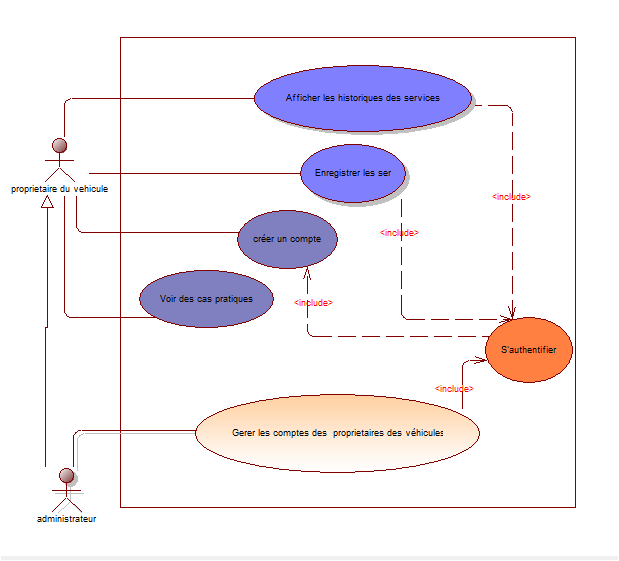 Afficher les historiques des services
proprietaire du vehicule
Enregistrer les ser
<include>
<include>
créer un compte
Voir des cas pratiques
<include>
S'authentifier
<include>
Gerer les comptes des proprietaires des véhicules
administrateur